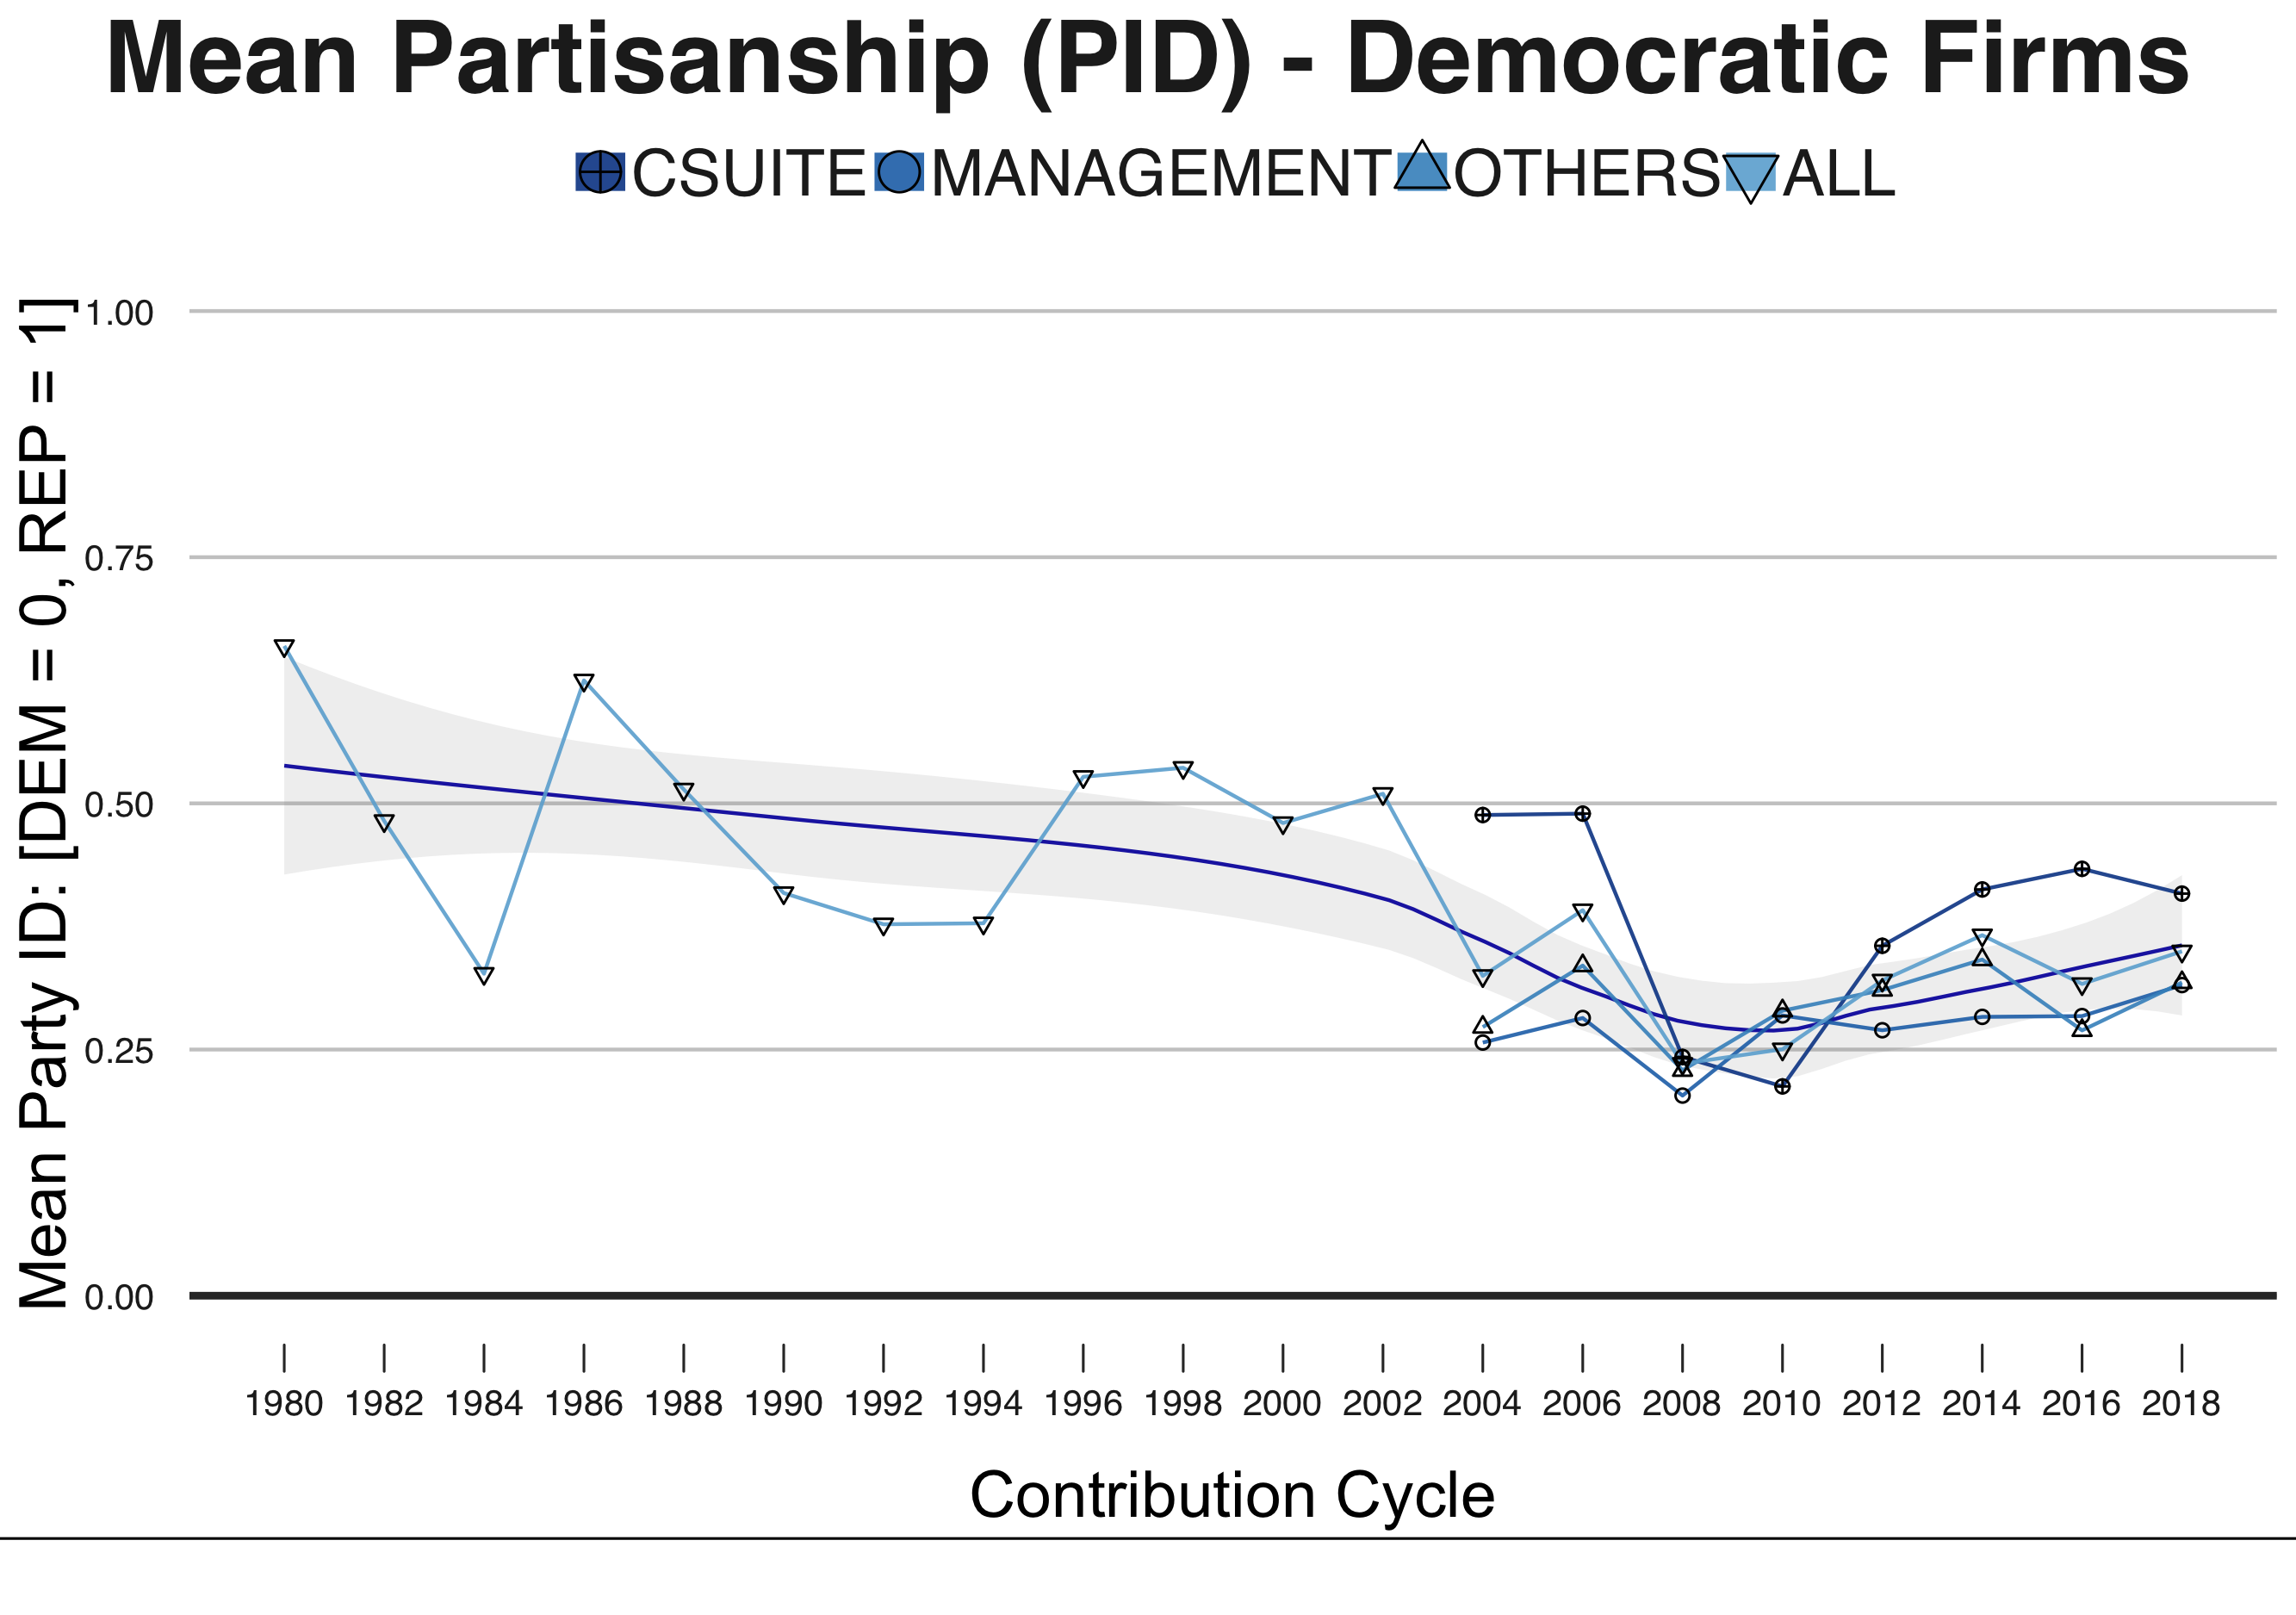 Mean Partisanship (PID) - Democratic Firms
CSUITE MANAGEMENT OTHERS ALL
Mean Party ID: [DEM = 0, REP = 1]
1.00
0.75
0.50
0.25
0.00
1980 1982 1984 1986 1988 1990 1992 1994 1996 1998 2000 2002 2004 2006 2008 2010 2012 2014 2016 2018
Contribution Cycle